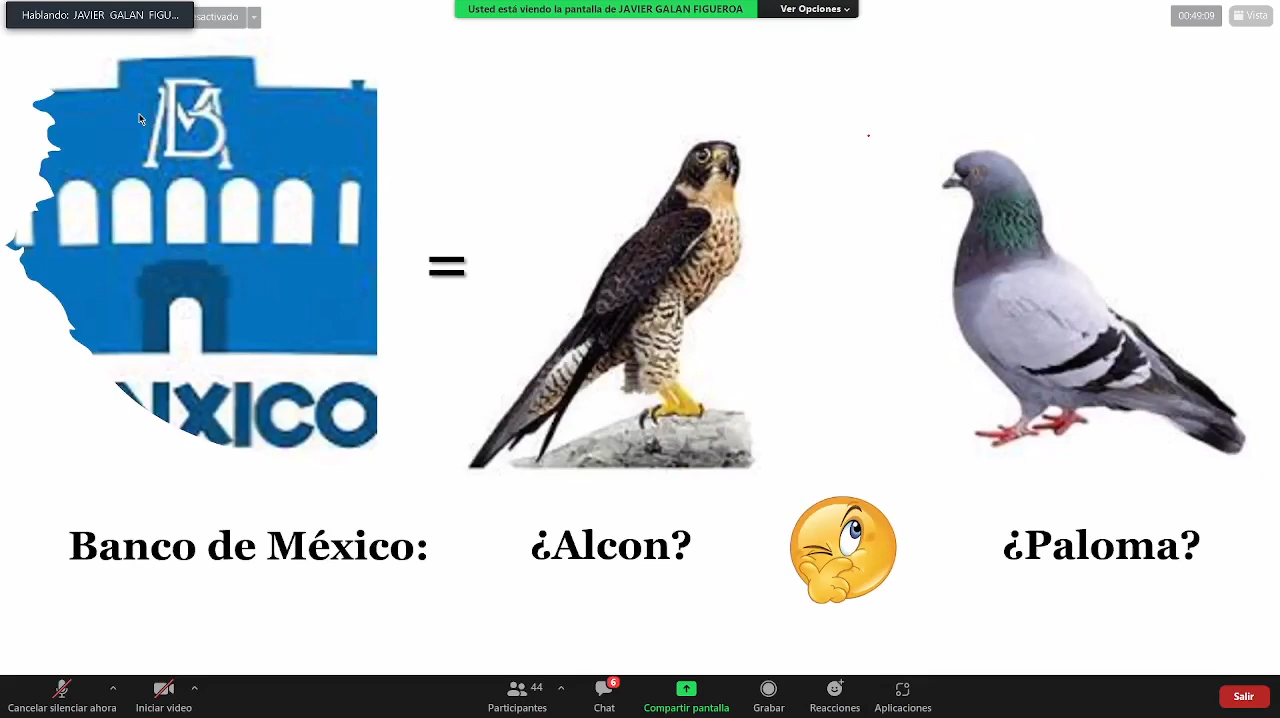 Hablando: JAVIER GALAN FIGU...
sactivado
Usted está viendo la pantalla de JAVIER GALAN FIGUEROA
Ver Opciones
00:49:09
Vista
BM
XICO
=
Banco de México:
¿Alcon?
¿Paloma?
Cancelar silenciar ahora
Iniciar video
44
Participantes
6
Chat
Compartir pantalla
Grabar
Reacciones
Aplicaciones
Salir